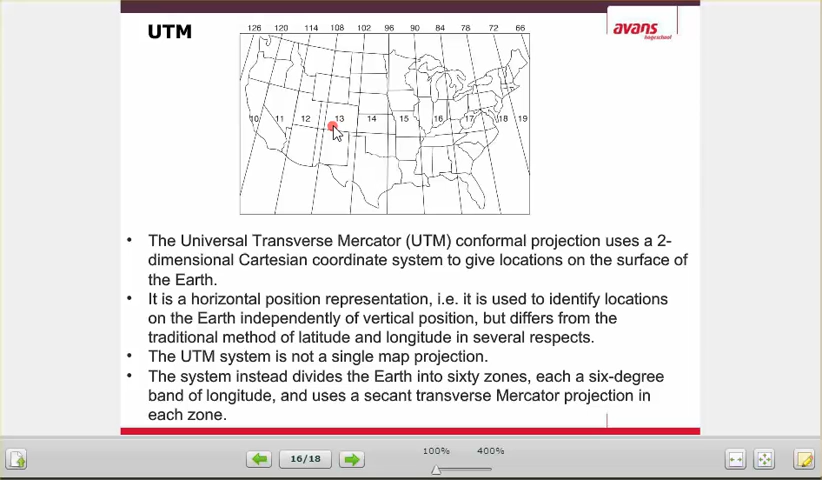 UTM
126 120 114 108 102 96 90 84 78 72 66
avans
hogeschool
10 11 12 13 14 15 16 17 18 19
• The Universal Transverse Mercator (UTM) conformal projection uses a 2-
dimensional Cartesian coordinate system to give locations on the surface of
the Earth.
• It is a horizontal position representation, i.e. it is used to identify locations
on the Earth independently of vertical position, but differs from the
traditional method of latitude and longitude in several respects.
• The UTM system is not a single map projection.
• The system instead divides the Earth into sixty zones, each a six-degree
band of longitude, and uses a secant transverse Mercator projection in
each zone.
16/18
100% 400%